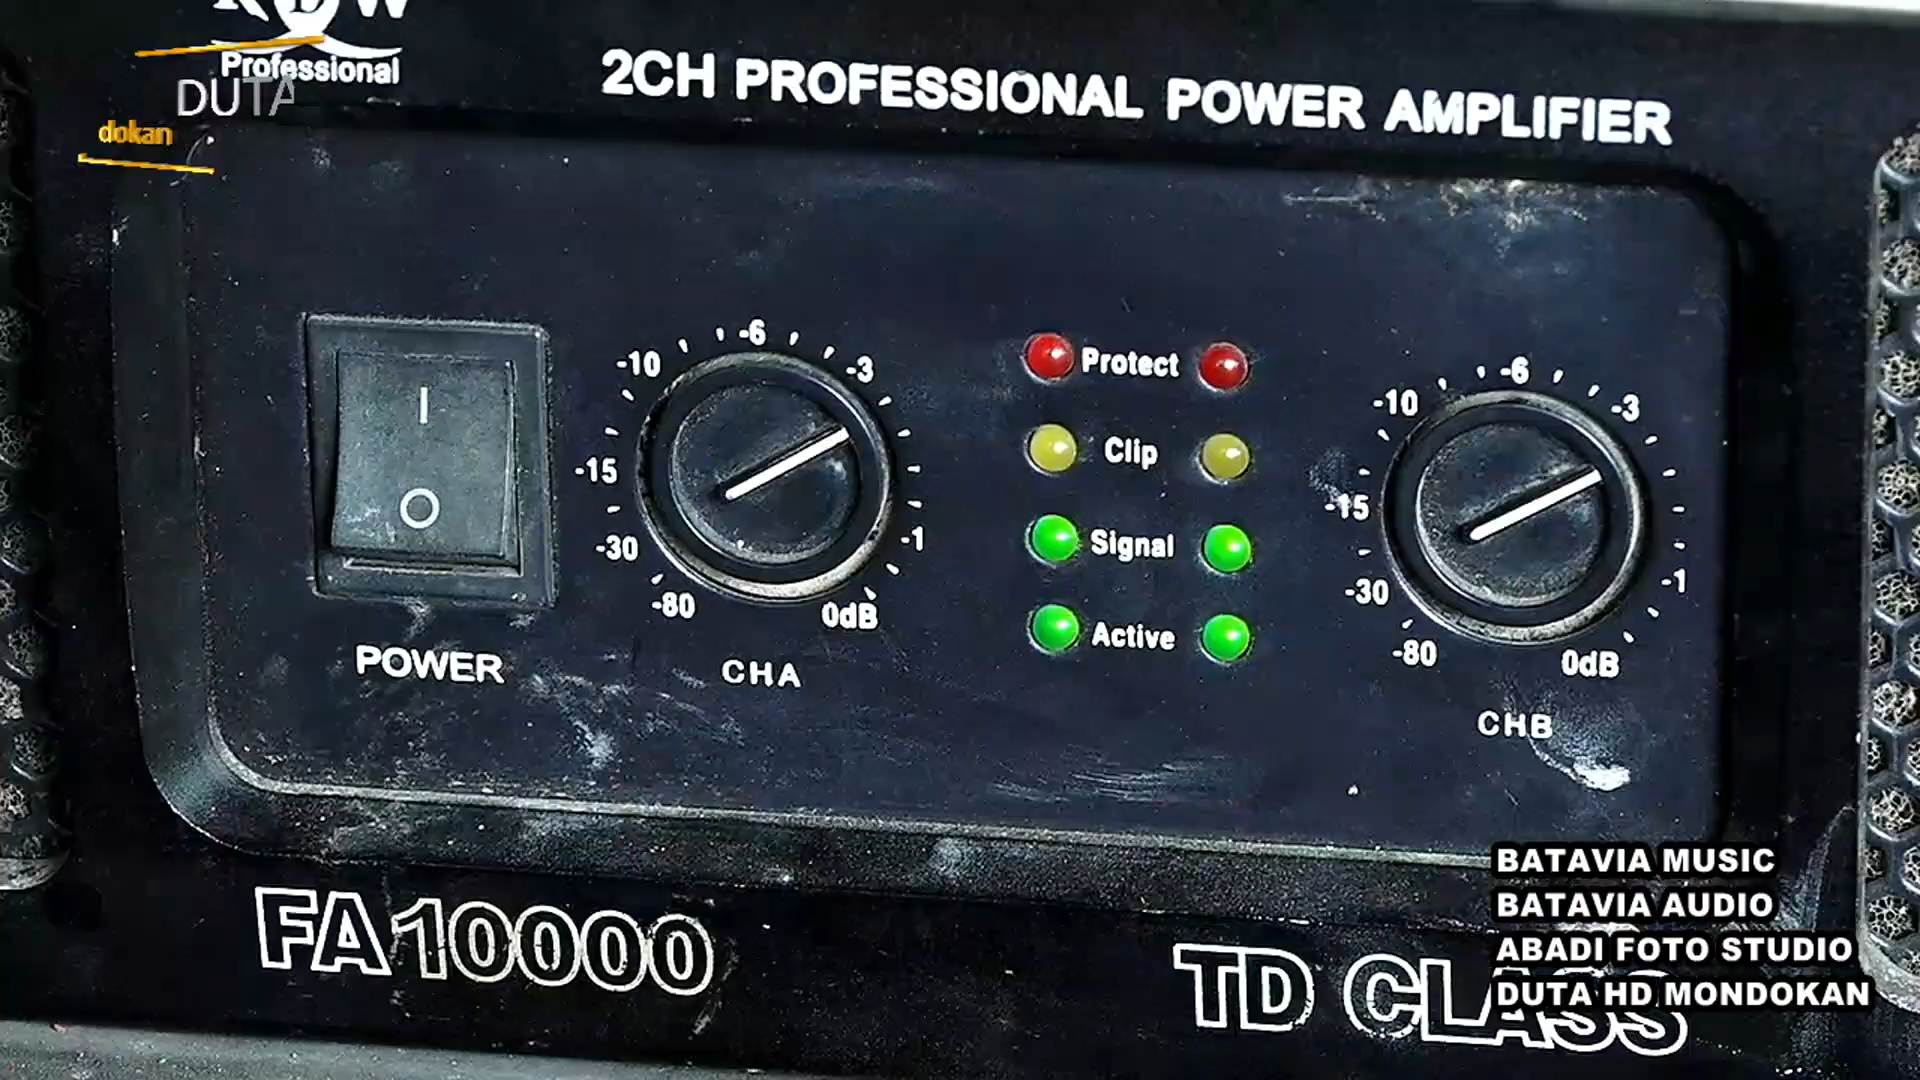 Professional
DUTA
dokan
2CH PROFESSIONAL POWER AMPLIFIER
I
O
POWER
-80 -30 -15 -10 -6 -3 -1 0dB
CHA
Protect
Clip
Signal
Active
-80 -30 -15 -10 -6 -3 -1 0dB
CHB
FA10000
TD CLASS
BATAVIA MUSIC
BATAVIA AUDIO
ABADI FOTO STUDIO
DUTA HD MONDOKAN